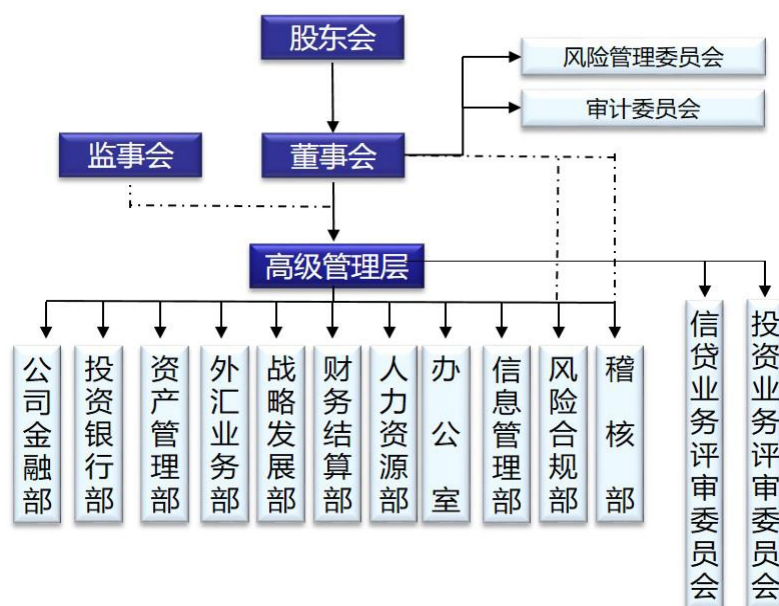 股东会
风险管理委员会
审计委员会
监事会
董事会
高级管理层
公司金融部
投资银行部
资产管理部
外汇业务部
战略发展部
财务结算部
人力资源部
办公室
信息管理部
风险合规部
稽核部
信贷业务评审委员会
投资业务评审委员会